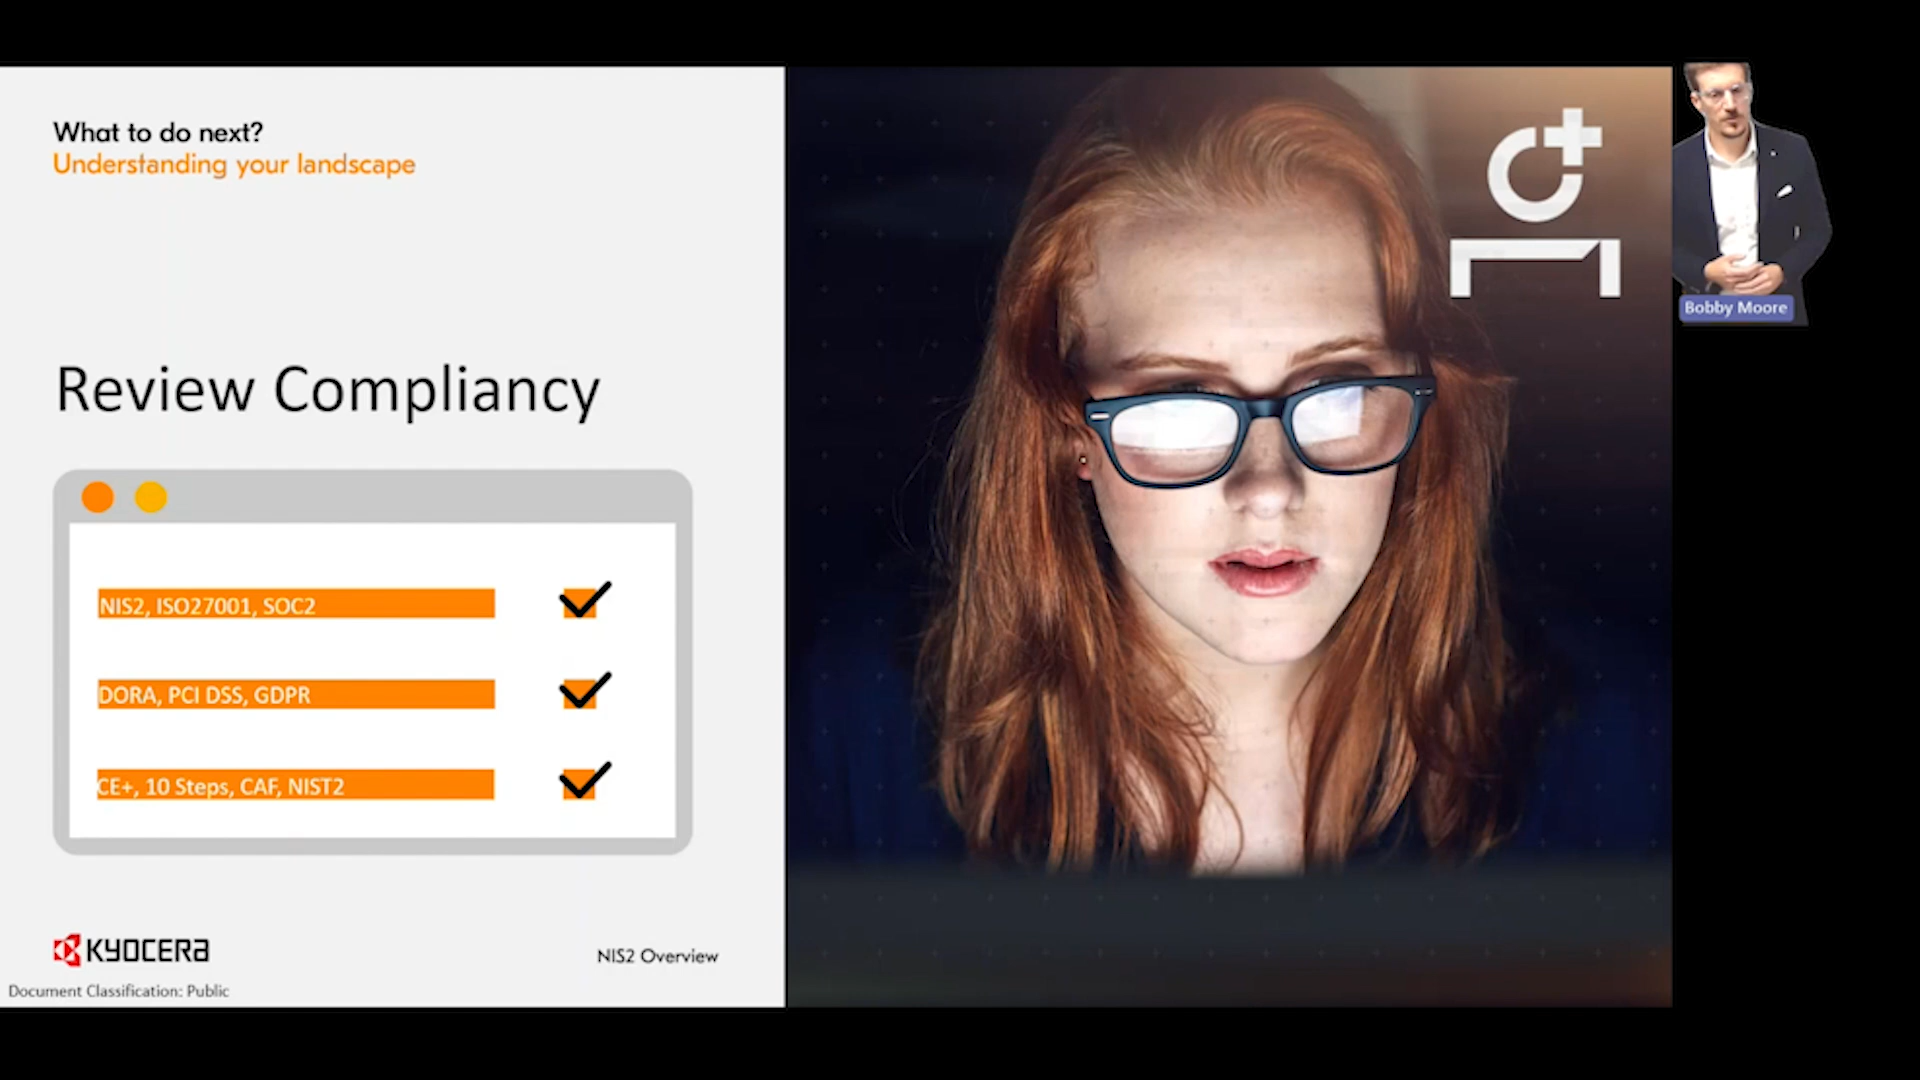 What to do next?
Understanding your landscape
Review Compliancy
NIS2, ISO27001, SOC2
DORA, PCI DSS, GDPR
CE+, 10 Steps, CAF, NIST2
KYOCERA
NIS2 Overview
Document Classification: Public
Bobby Moore